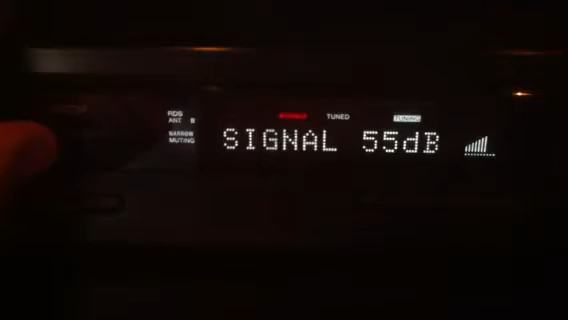 RDS
ANT B
NARROW
MUTING
TUNED
TUNING
SIGNAL 55dB